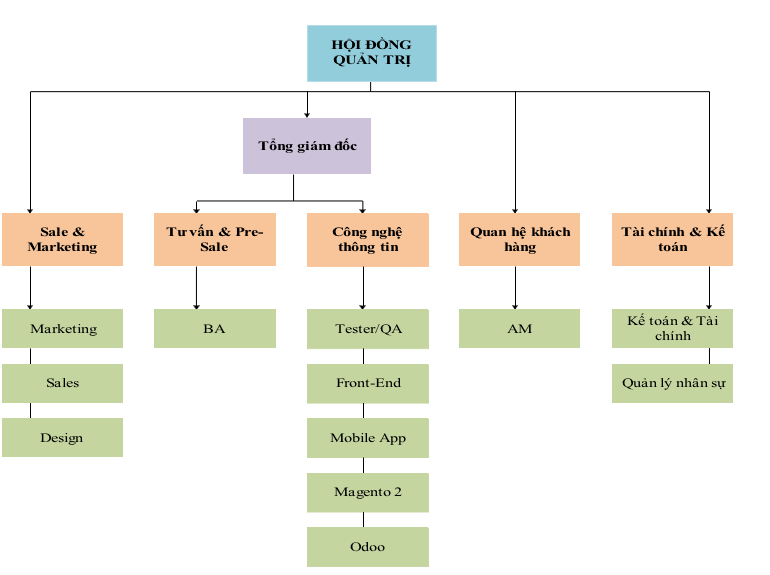 HỘI ĐỒNG
QUẢN TRỊ
Tổng giám đốc
Sale &
Marketing
Tư vấn & Pre-
Sale
Công nghệ
thông tin
Quan hệ khách
hàng
Tài chính & Kế
toán
Marketing
BA
Tester/QA
AM
Kế toán & Tài
chính
Sales
Front-End
Quản lý nhân sự
Design
Mobile App
Magento 2
Odoo